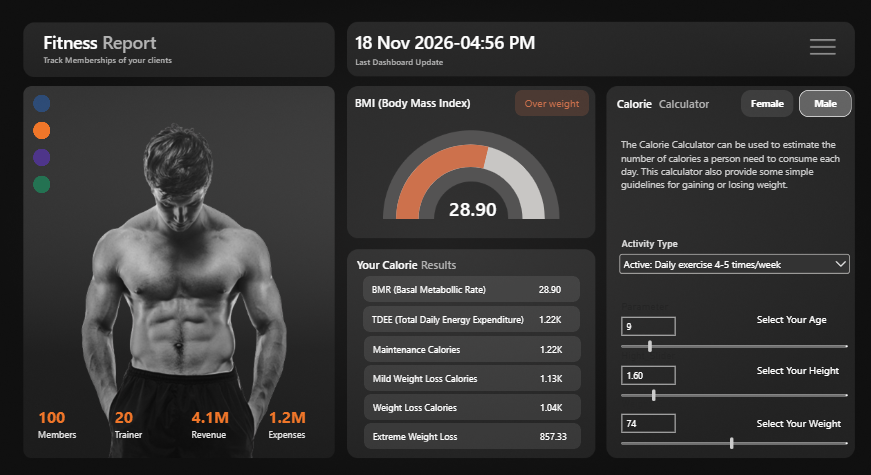 Fitness Report
Track Memberships of your clients
18 Nov 2026-04:56 PM
Last Dashboard Update
100
Members
20
Trainer
4.1M
Revenue
1.2M
Expenses
BMI (Body Mass Index)
Over weight
28.90
Your Calorie Results
BMR (Basal Metabollic Rate) 28.90
TDEE (Total Daily Energy Expenditure) 1.22K
Maintenance Calories 1.22K
Mild Weight Loss Calories 1.13K
Weight Loss Calories 1.04K
Extreme Weight Loss 857.33
Calorie Calculator
Female
Male
The Calorie Calculator can be used to estimate the
number of calories a person need to consume each
day. This calculator also provide some simple
guidelines for gaining or losing weight.
Activity Type
Active: Daily exercise 4-5 times/week
9
Select Your Age
1.60
Select Your Height
74
Select Your Weight